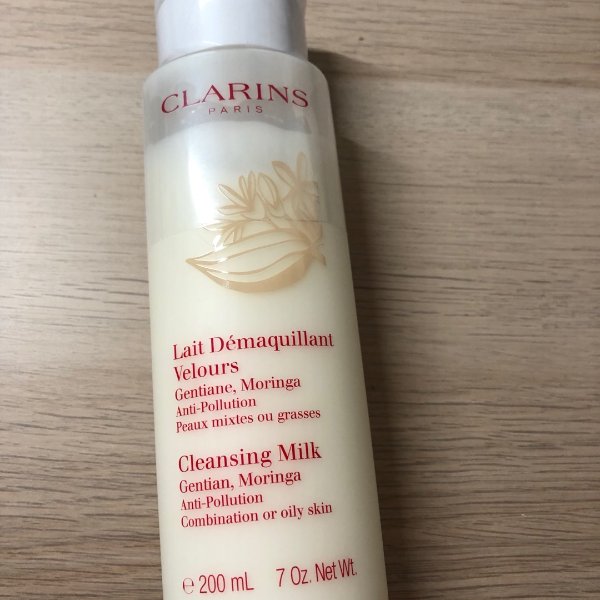 CLARINS
PARIS
Lait Démaquillant
Velours
Gentiane, Moringa
Anti-Pollution
Peaux mixtes ou grasses
Cleansing Milk
Gentian, Moringa
Anti-Pollution
Combination or oily skin
℮ 200 mL 7 Oz. Net Wt.